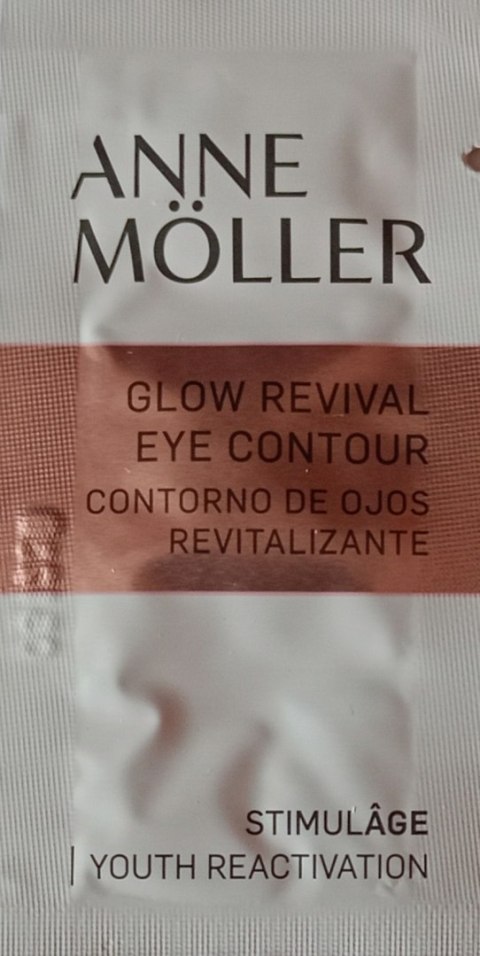 ANNE
MÖLLER
GLOW REVIVAL
EYE CONTOUR
CONTORNO DE OJOS
REVITALIZANTE
STIMULÂGE
| YOUTH REACTIVATION